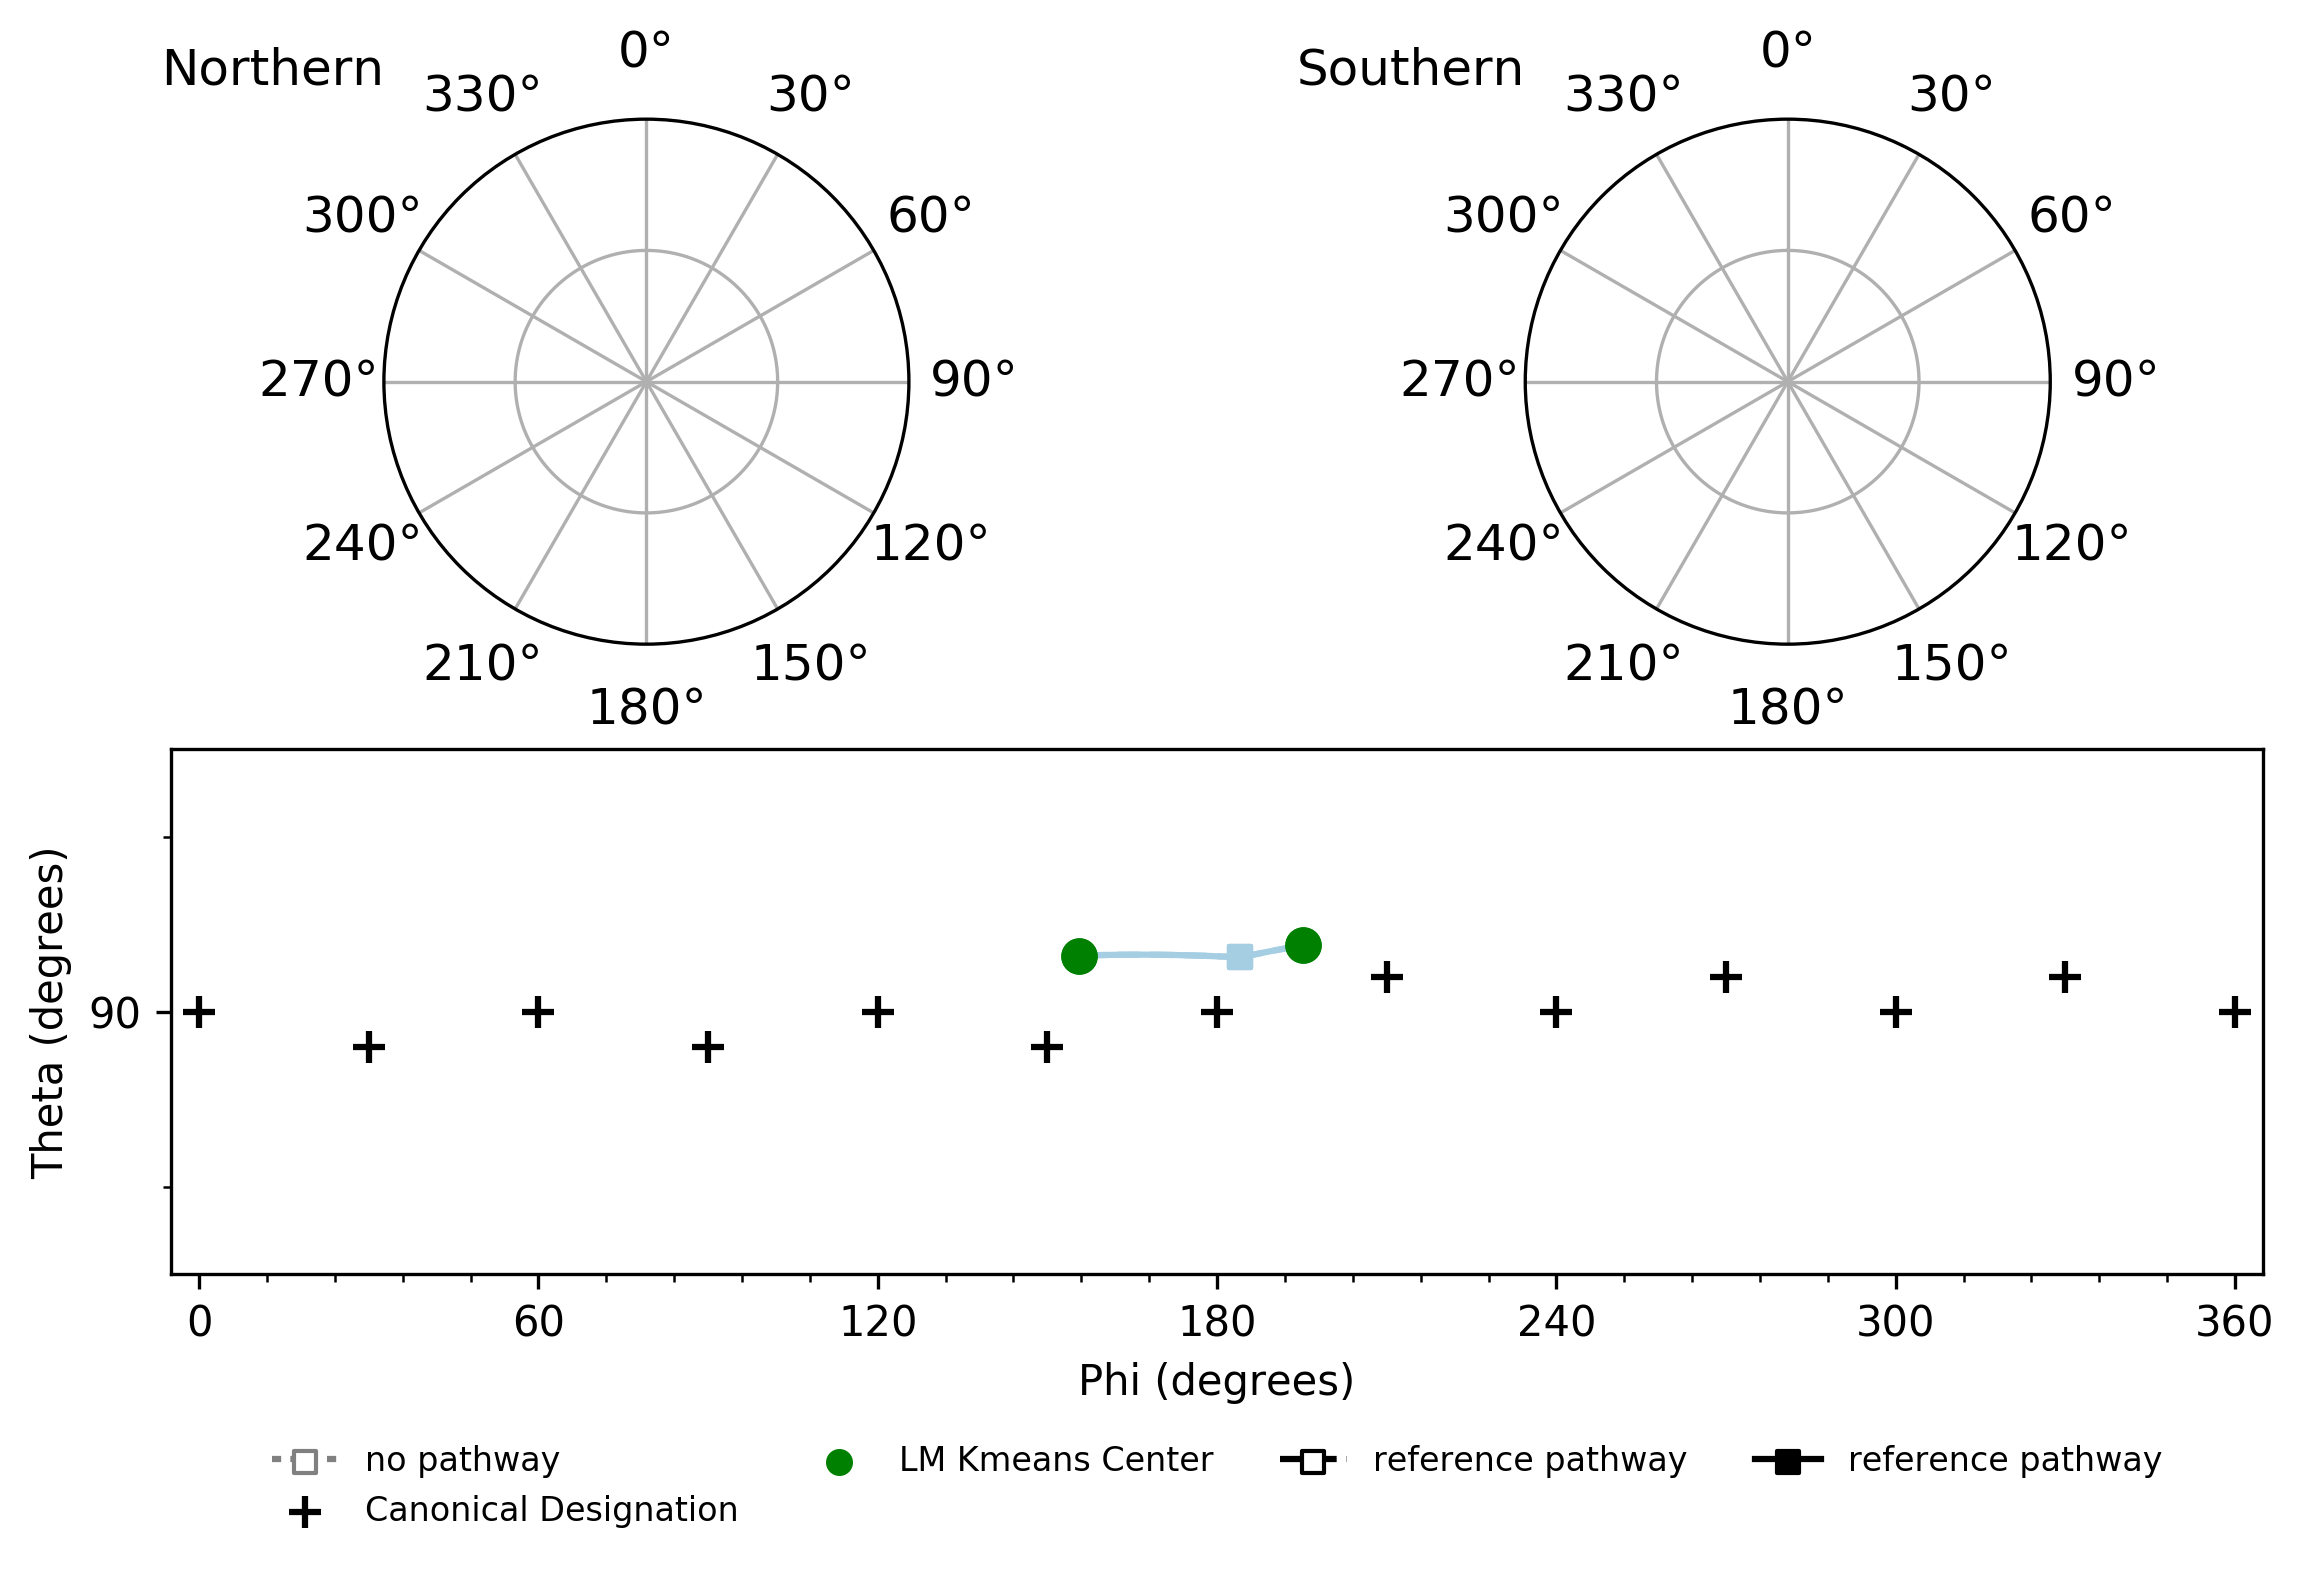 Northern
0°
330°
30°
300°
60°
270°
90°
240°
120°
210°
150°
180°
Southern
0°
330°
30°
300°
60°
270°
90°
240°
120°
210°
150°
180°
Theta (degrees)
90
0 60 120 180 240 300 360
Phi (degrees)
no pathway
Canonical Designation
LM Kmeans Center
reference pathway
reference pathway